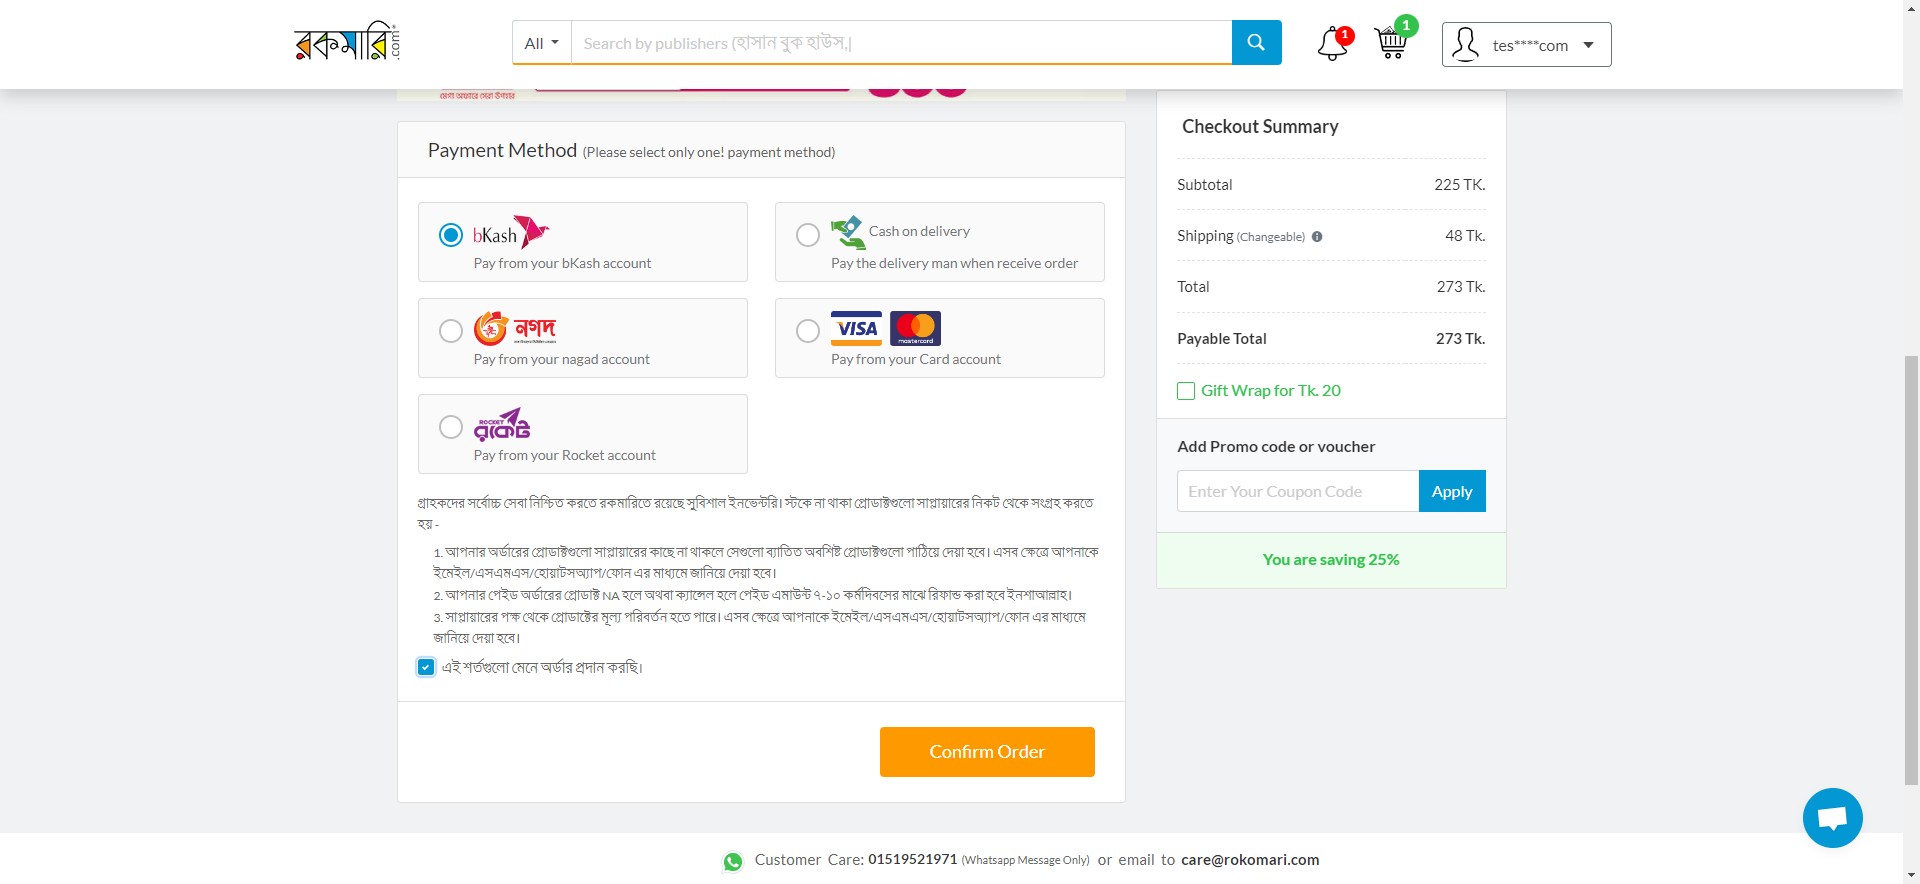 রকমারি .com
All
Search by publishers (হাসান বুক হাউস,|
1
1
tes****com
Payment Method (Please select only one! payment method)
bKash
Pay from your bKash account
Cash on delivery
Pay the delivery man when receive order
নগদ
Pay from your nagad account
VISA
mastercard
Pay from your Card account
ROCKET
রকেট
Pay from your Rocket account
গ্রাহকদের সর্বোচ্চ সেবা নিশ্চিত করতে রকমারিতে রয়েছে সুবিশাল ইনভেন্টরি। স্টকে না থাকা প্রোডাক্টগুলো সাপ্লায়ারের নিকট থেকে সংগ্রহ করতে
হয় -
1. আপনার অর্ডারের প্রোডাক্টগুলো সাপ্লায়ারের কাছে না থাকলে সেগুলো ব্যাতিত অবশিষ্ট প্রোডাক্টগুলো পাঠিয়ে দেয়া হবে। এসব ক্ষেত্রে আপনাকে
ইমেইল/এসএমএস/হোয়াটসঅ্যাপ/ফোন এর মাধ্যমে জানিয়ে দেয়া হবে।
2. আপনার পেইড অর্ডারের প্রোডাক্ট NA হলে অথবা ক্যান্সেল হলে পেইড এমাউন্ট ৭-১০ কর্মদিবসের মাঝে রিফান্ড করা হবে ইনশাআল্লাহ।
3. সাপ্লায়ারের পক্ষ থেকে প্রোডাক্টের মূল্য পরিবর্তন হতে পারে। এসব ক্ষেত্রে আপনাকে ইমেইল/এসএমএস/হোয়াটসঅ্যাপ/ফোন এর মাধ্যমে
জানিয়ে দেয়া হবে।
এই শর্তগুলো মেনে অর্ডার প্রদান করছি।
Confirm Order
Checkout Summary
Subtotal 225 TK.
Shipping (Changeable) 48 Tk.
Total 273 Tk.
Payable Total 273 Tk.
Gift Wrap for Tk. 20
Add Promo code or voucher
Enter Your Coupon Code
Apply
You are saving 25%
Customer Care: 01519521971 (Whatsapp Message Only) or email to care@rokomari.com